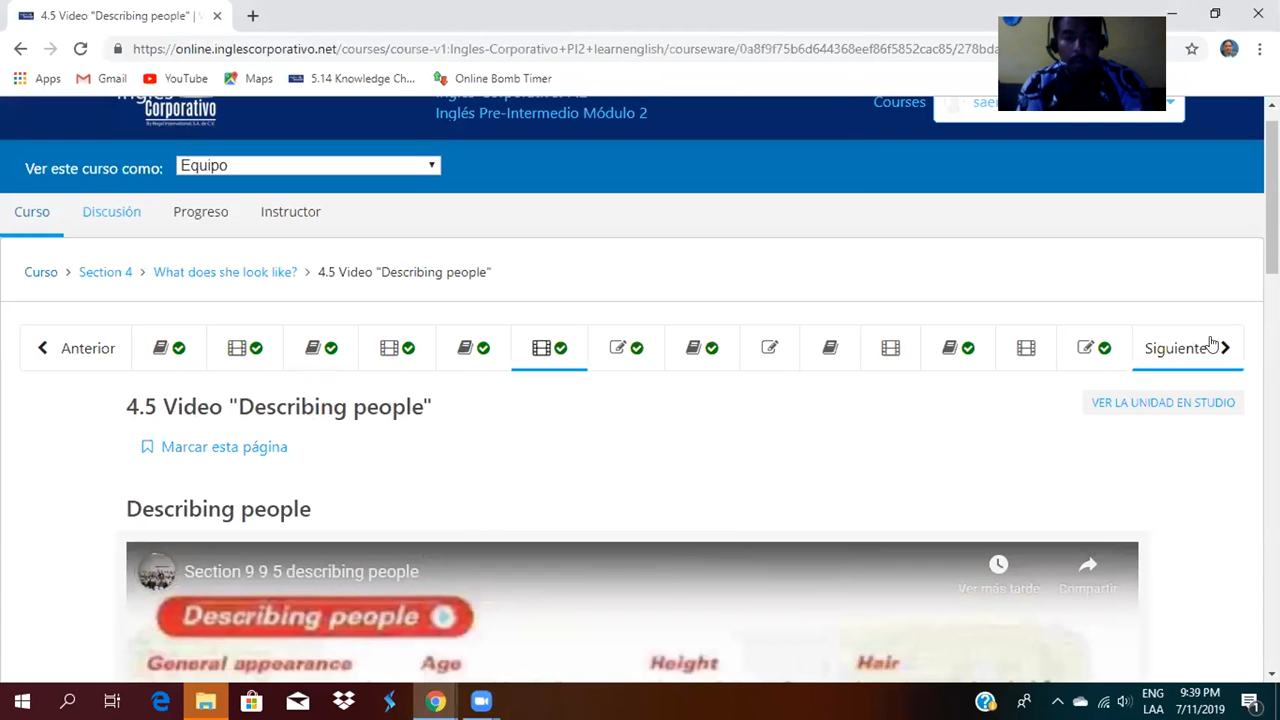 4.5 Video "Describing people" |
https://online.inglescorporativo.net/courses/course-v1:Ingles-Corporativo+PI2+learnenglish/courseware/0a8f9f75b6d644368eef86f5852cac85/278bda
Apps Gmail YouTube Maps 5.14 Knowledge Ch... Online Bomb Timer
Corporativo
Inglés Pre-Intermedio Módulo 2
Courses
Ver este curso como: Equipo
Curso Discusión Progreso Instructor
Curso > Section 4 > What does she look like? > 4.5 Video "Describing people"
Anterior Siguiente
4.5 Video "Describing people"
VER LA UNIDAD EN STUDIO
Marcar esta página
Describing people
Section 9 9 5 describing people
Ver más tarde Compartir
Describing people
General appearance Age Height Hair
ENG 9:39 PM
LAA 7/11/2019